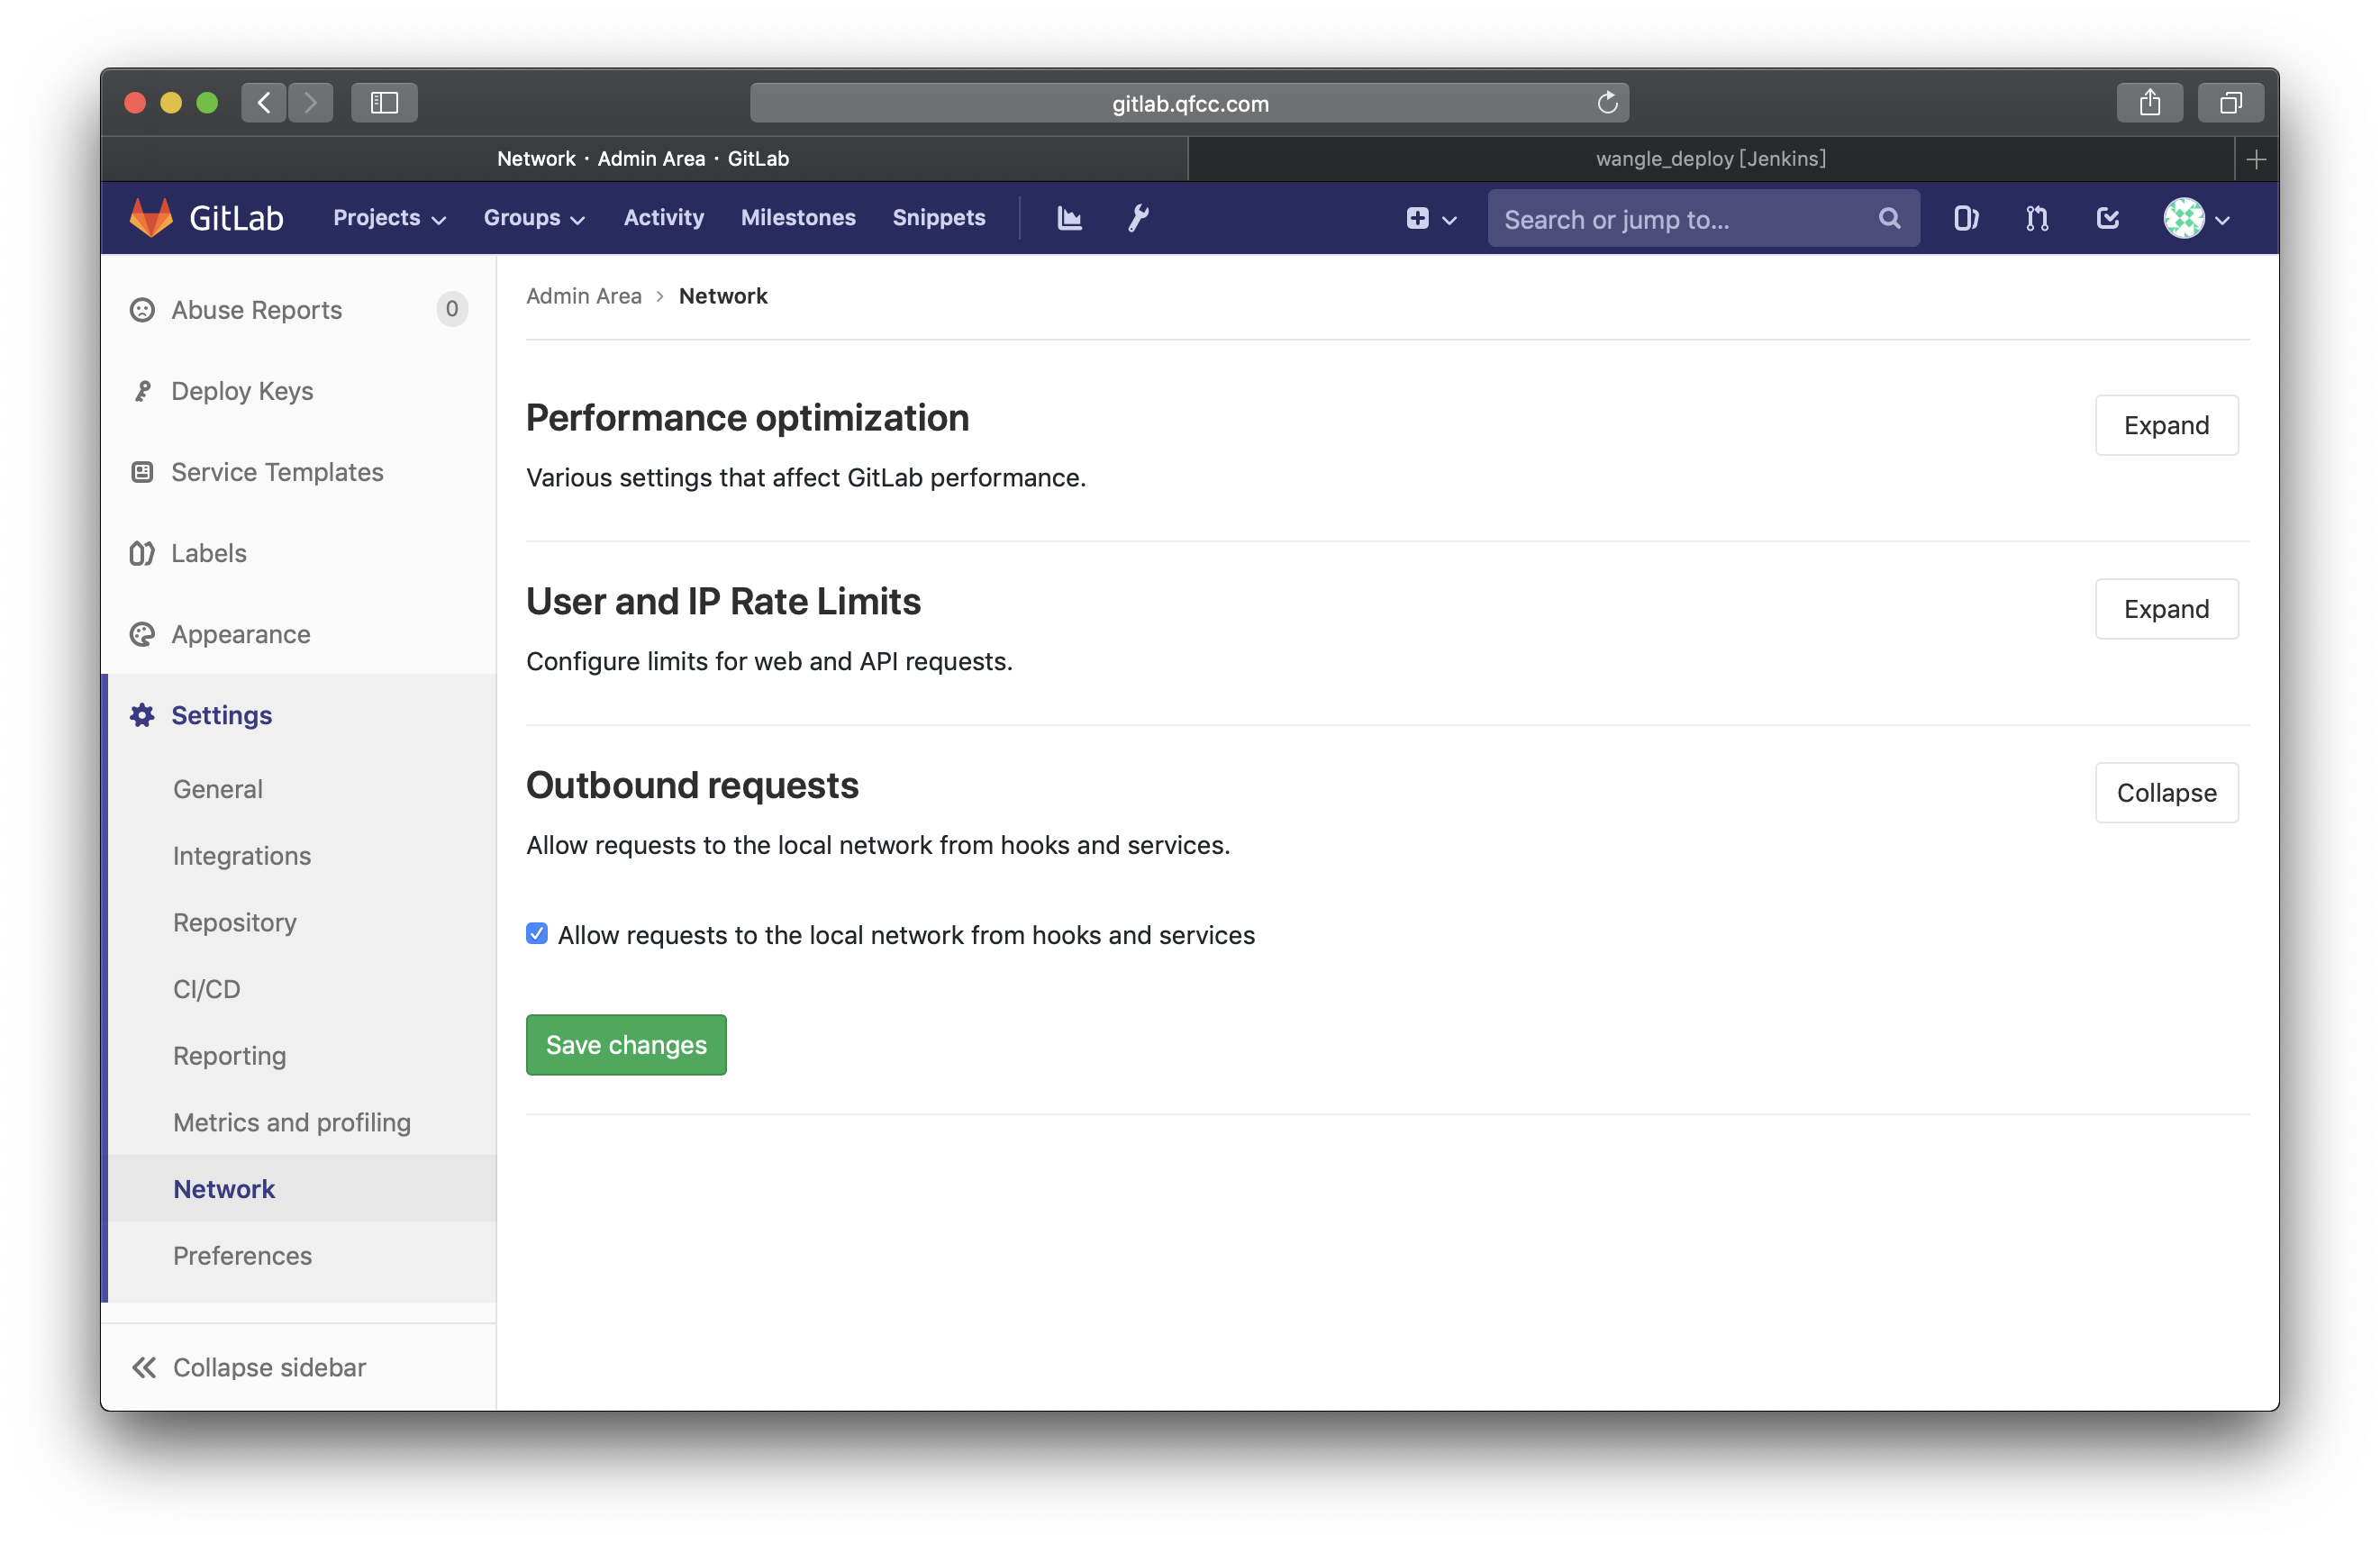 gitlab.qfcc.com
Network · Admin Area · GitLab
wangle_deploy [Jenkins]
GitLab Projects Groups Activity Milestones Snippets Search or jump to...
Abuse Reports 0
Deploy Keys
Service Templates
Labels
Appearance
Settings
General
Integrations
Repository
CI/CD
Reporting
Metrics and profiling
Network
Preferences
Collapse sidebar
Admin Area > Network
Performance optimization
Expand
Various settings that affect GitLab performance.
User and IP Rate Limits
Expand
Configure limits for web and API requests.
Outbound requests
Collapse
Allow requests to the local network from hooks and services.
Allow requests to the local network from hooks and services
Save changes